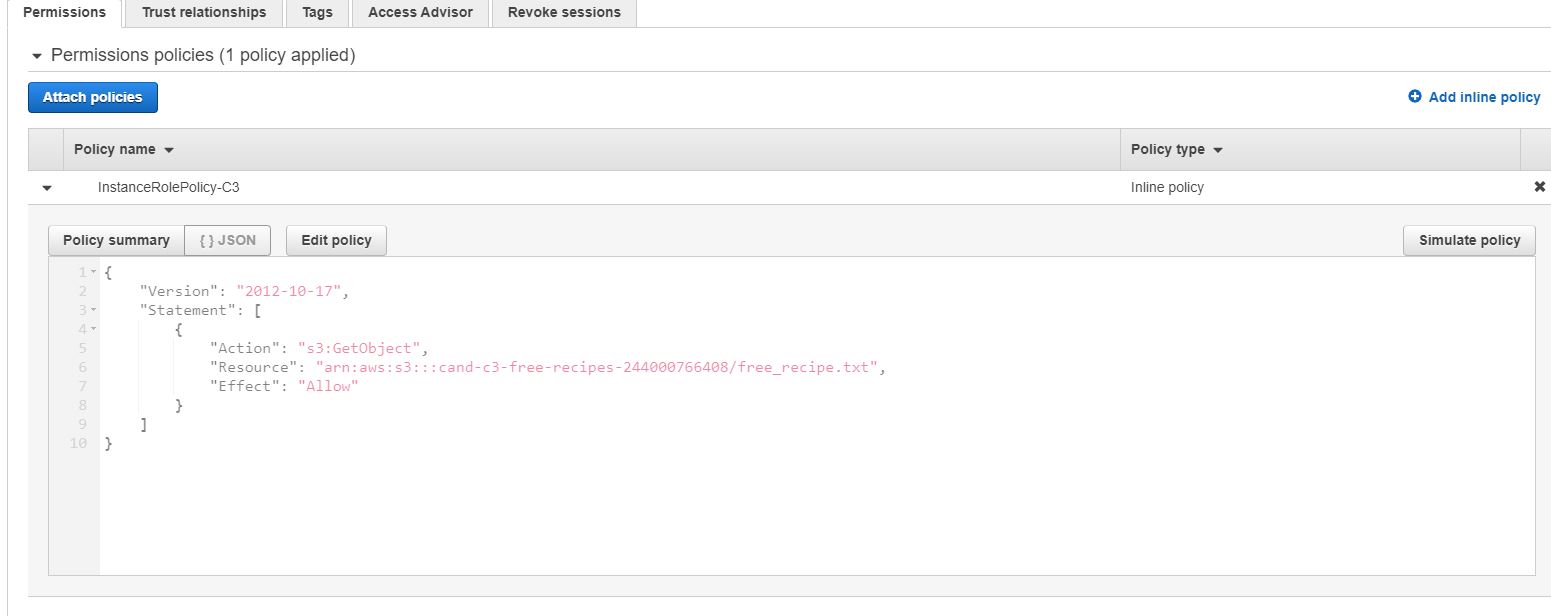 Permissions Trust relationships Tags Access Advisor Revoke sessions
Permissions policies (1 policy applied)
Attach policies Add inline policy
Policy name Policy type
InstanceRolePolicy-C3 Inline policy
Policy summary { } JSON Edit policy Simulate policy
1 {
2 "Version": "2012-10-17",
3 "Statement": [
4 {
5 "Action": "s3:GetObject",
6 "Resource": "arn:aws:s3:::cand-c3-free-recipes-244000766408/free_recipe.txt",
7 "Effect": "Allow"
8 }
9 ]
10 }